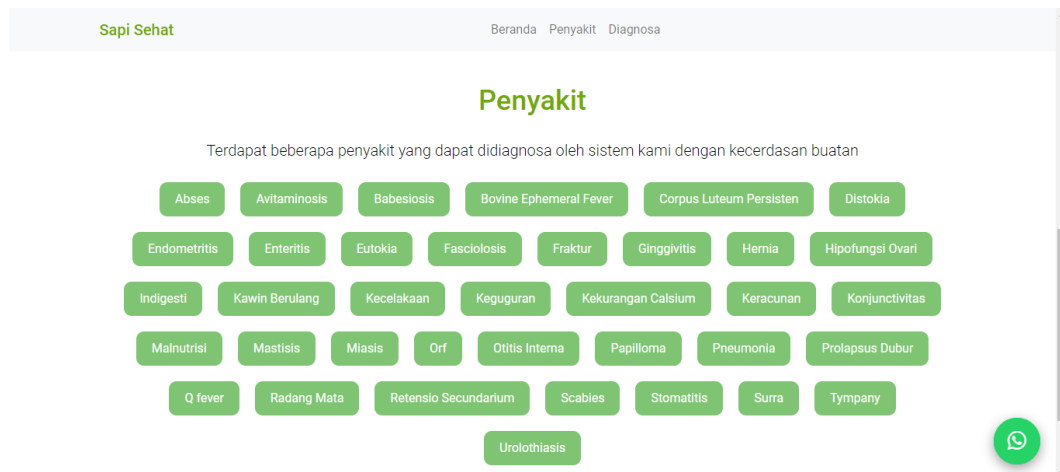 Sapi Sehat Beranda Penyakit Diagnosa
Penyakit
Terdapat beberapa penyakit yang dapat didiagnosa oleh sistem kami dengan kecerdasan buatan
Abses Avitaminosis Babesiosis Bovine Ephemeral Fever Corpus Luteum Persisten Distokia
Endometritis Enteritis Eutokia Fasciolosis Fraktur Ginggivitis Hernia Hipofungsi Ovari
Indigesti Kawin Berulang Kecelakaan Keguguran Kekurangan Calsium Keracunan Konjunctivitas
Malnutrisi Mastisis Miasis Orf Otitis Interna Papilloma Pneumonia Prolapsus Dubur
Q fever Radang Mata Retensio Secundarium Scabies Stomatitis Surra Tympany
Urolothiasis